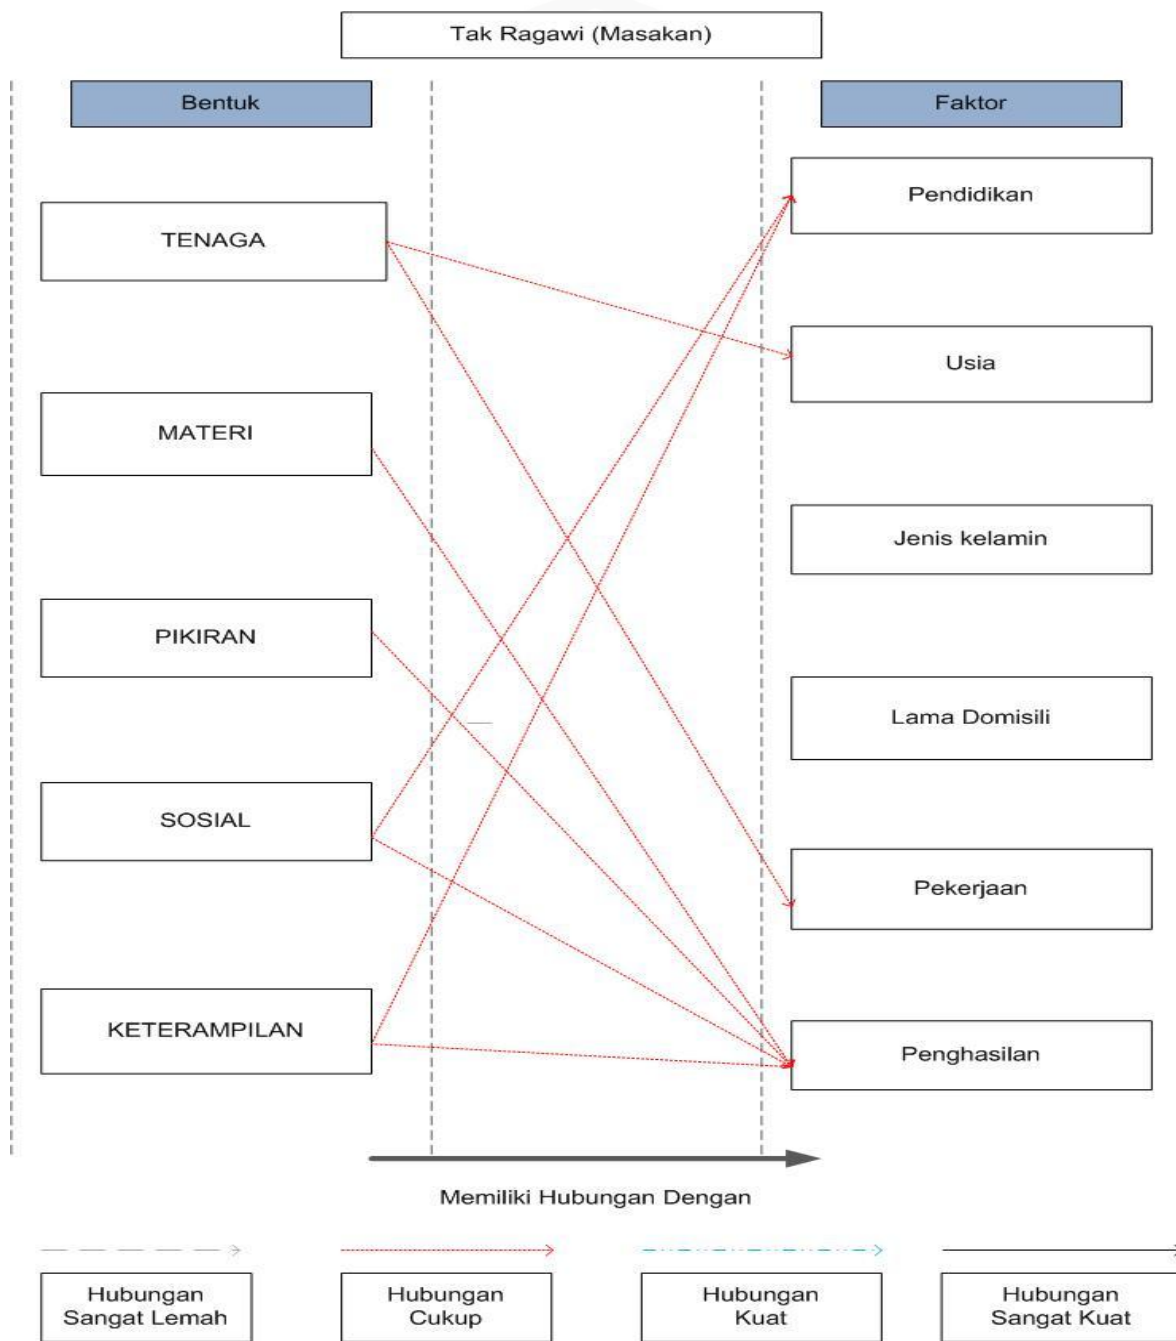 Tak Ragawi (Masakan)
Bentuk
Faktor
TENAGA
MATERI
PIKIRAN
SOSIAL
KETERAMPILAN
Pendidikan
Usia
Jenis kelamin
Lama Domisili
Pekerjaan
Penghasilan
Memiliki Hubungan Dengan
Hubungan
Sangat Lemah
Hubungan
Cukup
Hubungan
Kuat
Hubungan
Sangat Kuat